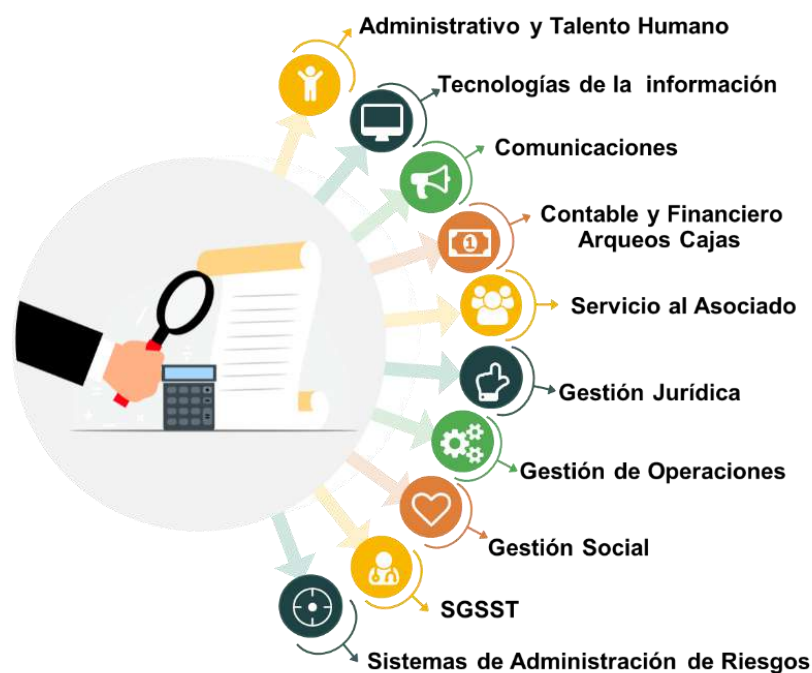 Administrativo y Talento Humano
Tecnologías de la información
Comunicaciones
Contable y Financiero
Arqueos Cajas
Servicio al Asociado
Gestión Jurídica
Gestión de Operaciones
Gestión Social
SGSST
Sistemas de Administración de Riesgos